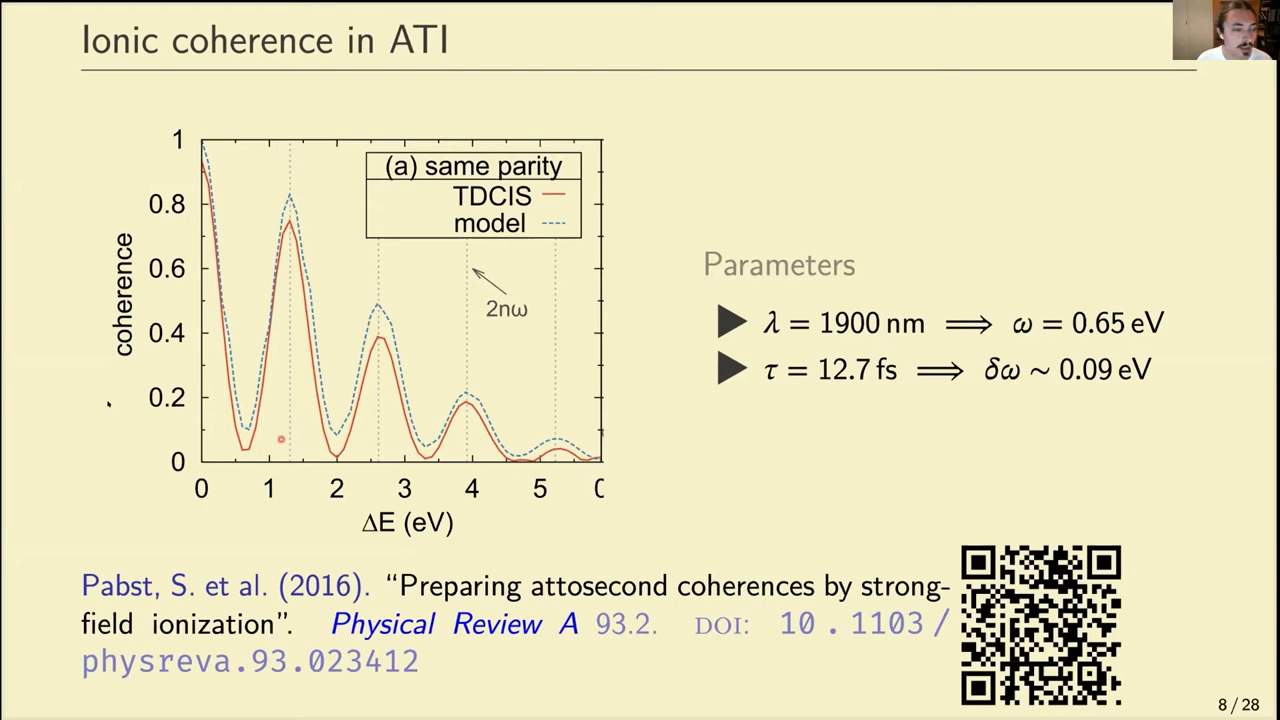 Ionic coherence in ATI
1
0.8
0.6
0.4
0.2
0
coherence
(a) same parity
TDCIS
model
2nω
0 1 2 3 4 5
ΔE (eV)
Parameters
λ = 1900 nm ⟹ ω = 0.65 eV
τ = 12.7 fs ⟹ δω ~ 0.09 eV
Pabst, S. et al. (2016). “Preparing attosecond coherences by strong-
field ionization”. Physical Review A 93.2. DOI: 10.1103/
physreva.93.023412
8 / 28